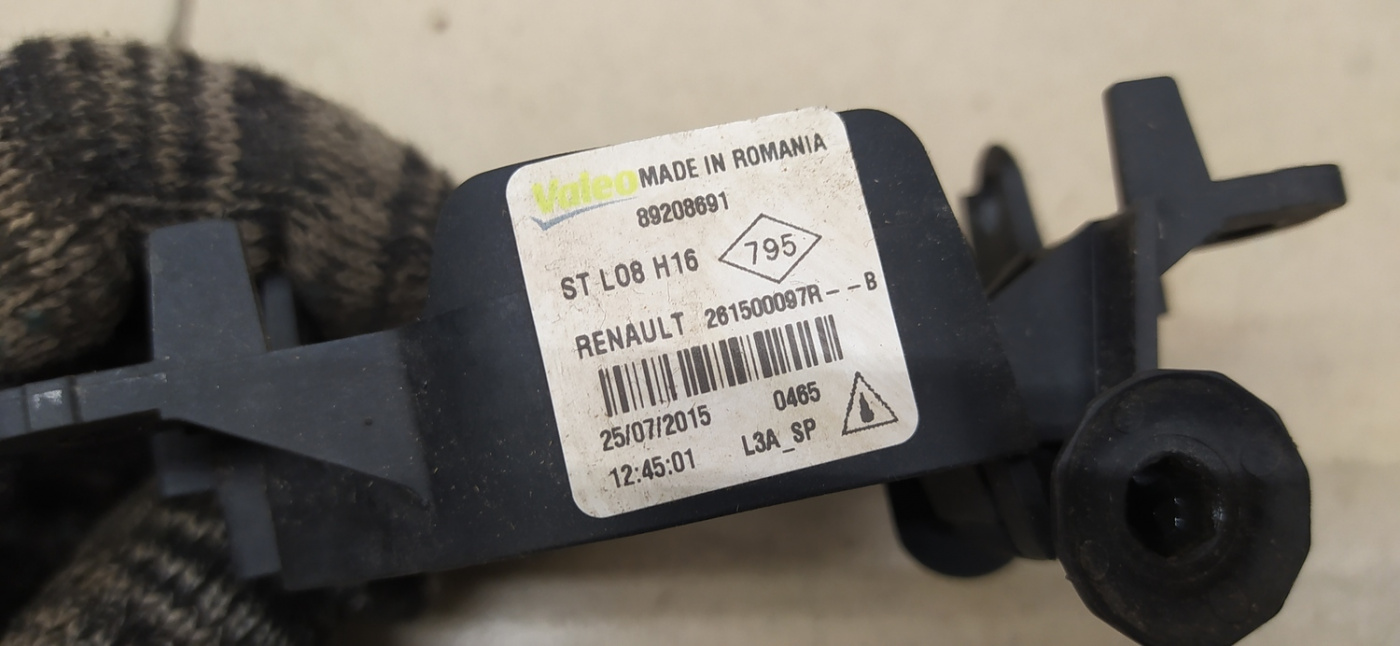 Valeo MADE IN ROMANIA
89208691
ST L08 H16 795
RENAULT 261500097R--B
25/07/2015 0465
12:45:01 L3A_SP